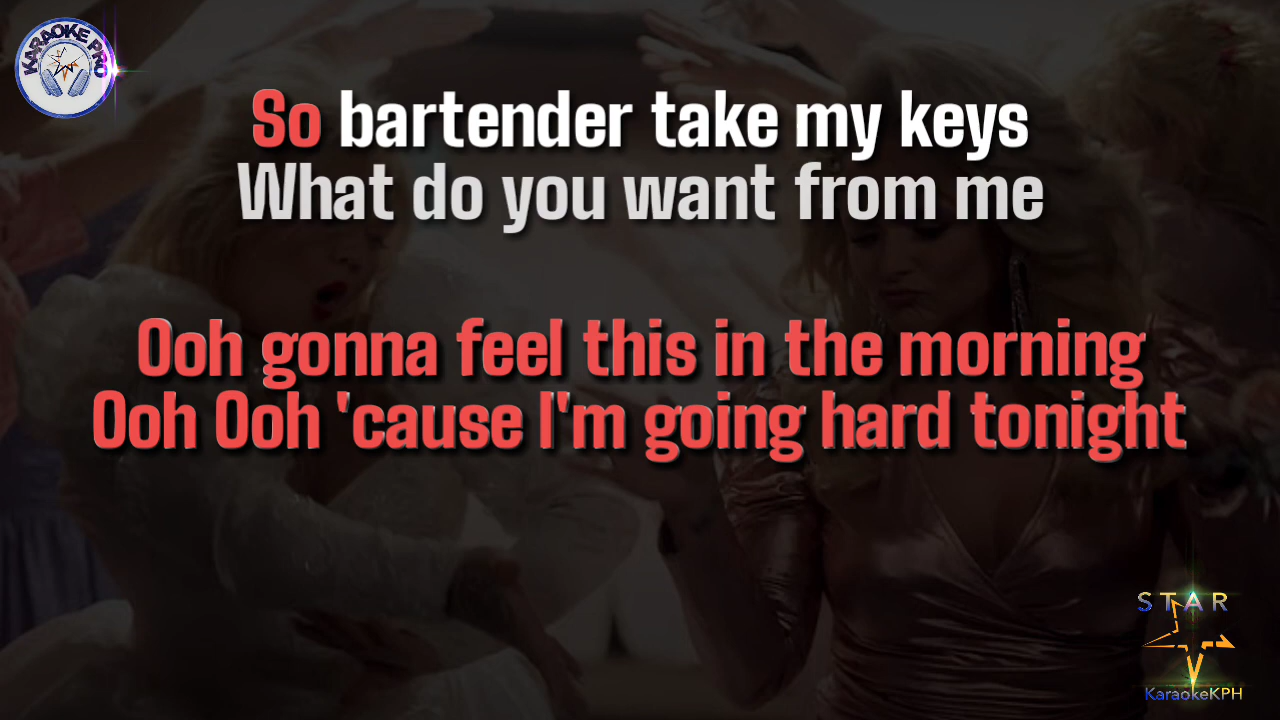 KARAOKE PRO
So bartender take my keys
What do you want from me
Ooh gonna feel this in the morning
Ooh Ooh 'cause I'm going hard tonight
STAR
KaraokeKPH